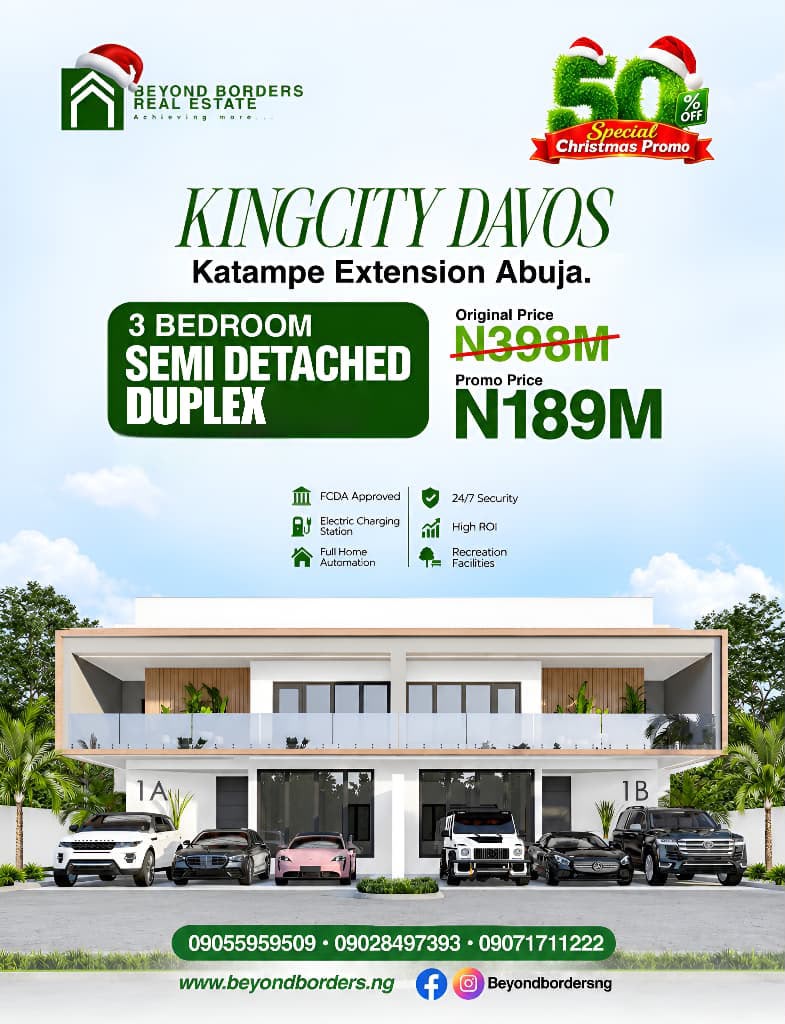 BEYOND BORDERS
REAL ESTATE
Achieving more...
50
% OFF
Special
Christmas Promo
KINGCITY DAVOS
Katampe Extension Abuja.
3 BEDROOM
SEMI DETACHED
DUPLEX
Original Price
N398M
Promo Price
N189M
FCDA Approved
Electric Charging
Station
Full Home
Automation
24/7 Security
High ROI
Recreation
Facilities
1A
1B
09055959509 • 09028497393 • 09071711222
www.beyondborders.ng
Beyondbordersng